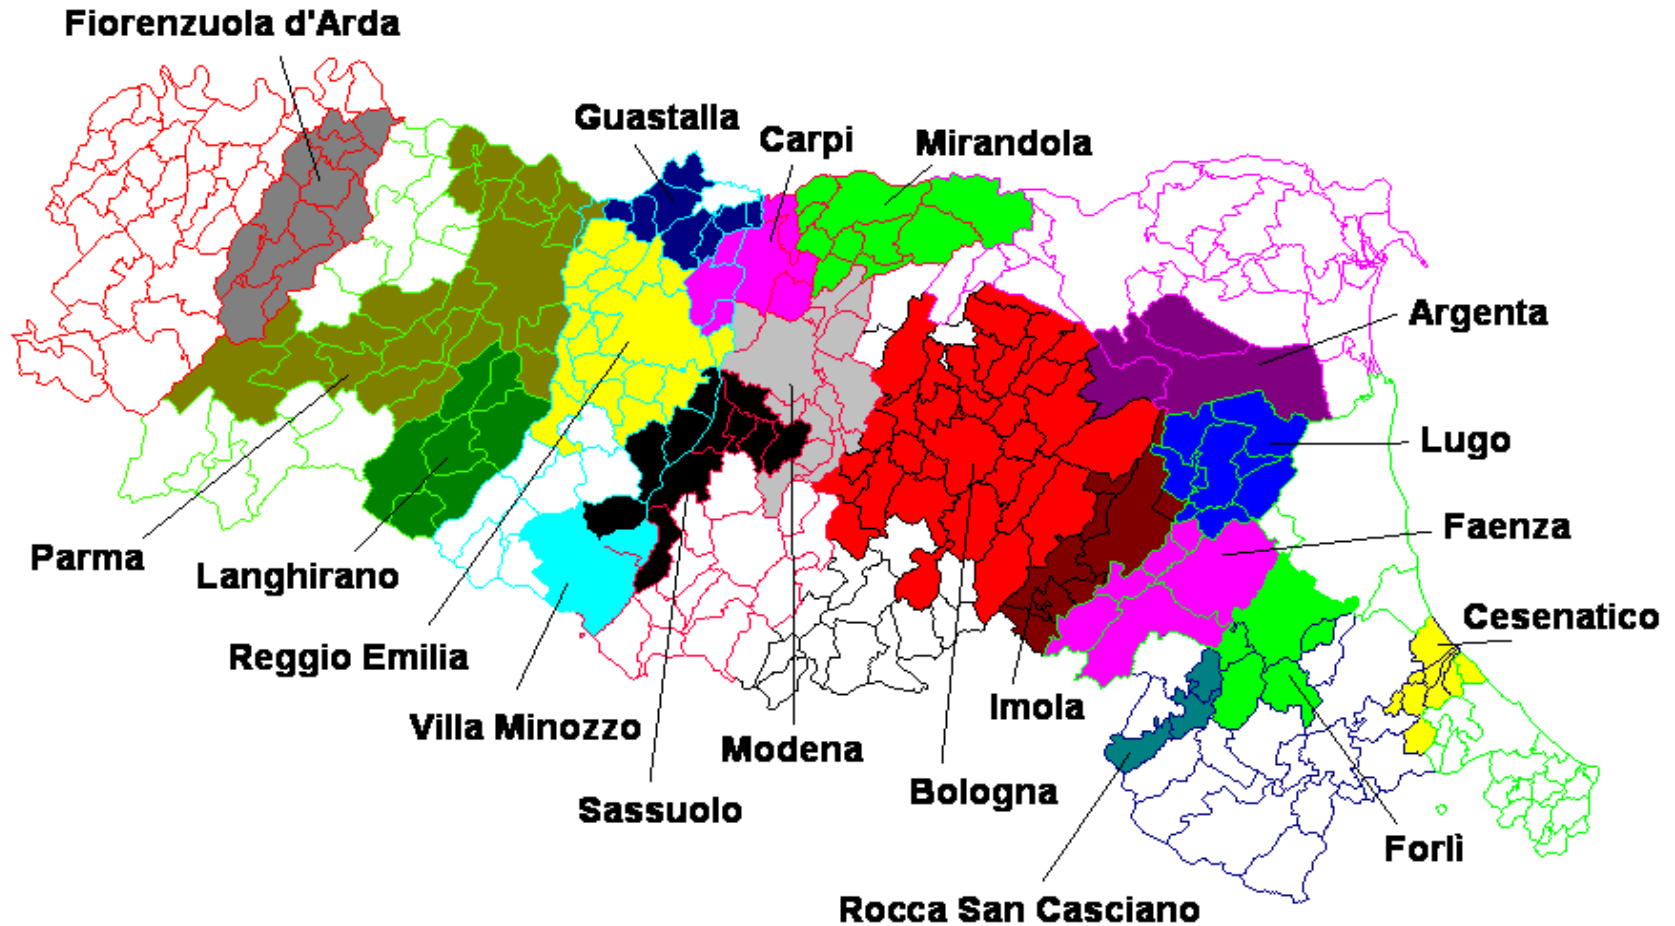 Fiorenzuola d'Arda
Guastalla
Carpi
Mirandola
Argenta
Lugo
Faenza
Parma
Langhirano
Cesenatico
Reggio Emilia
Imola
Villa Minozzo
Modena
Bologna
Sassuolo
Forlì
Rocca San Casciano